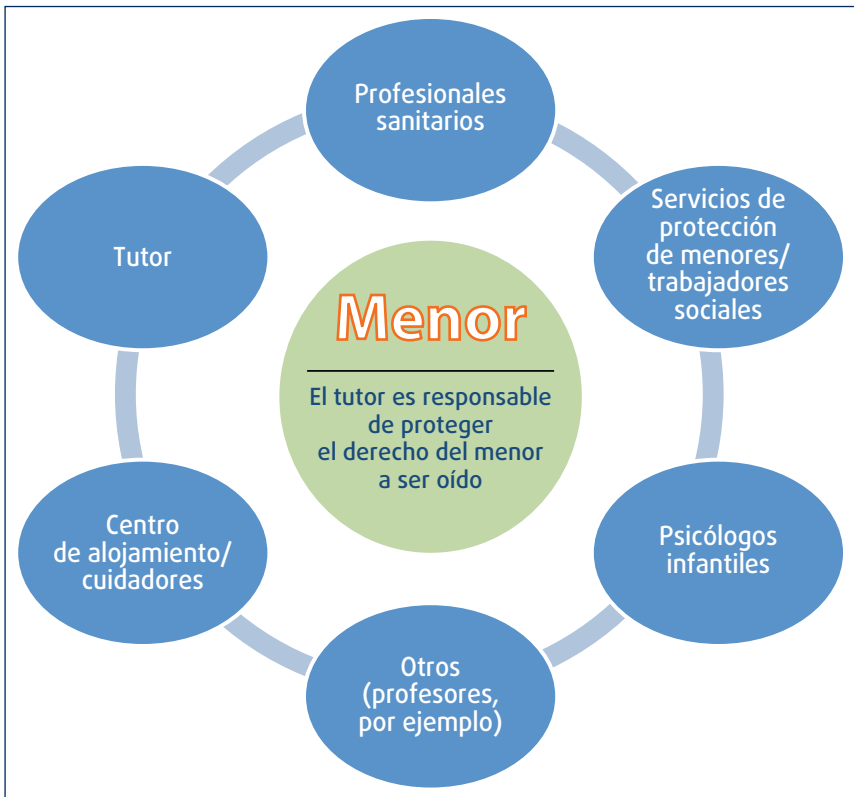 Profesionales
sanitarios
Servicios de
protección
de menores/
trabajadores
sociales
Psicólogos
infantiles
Otros
(profesores,
por ejemplo)
Centro
de alojamiento/
cuidadores
Tutor
Menor
El tutor es responsable
de proteger
el derecho del menor
a ser oído